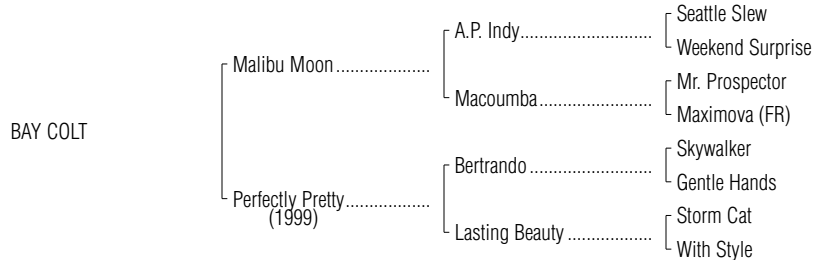 Seattle Slew
A.P. Indy............................
Weekend Surprise
Malibu Moon....................
Mr. Prospector
Macoumba........................
Maximova (FR)
BAY COLT
Skywalker
Bertrando..........................
Gentle Hands
Perfectly Pretty..................
(1999)
Storm Cat
Lasting Beauty..................
With Style